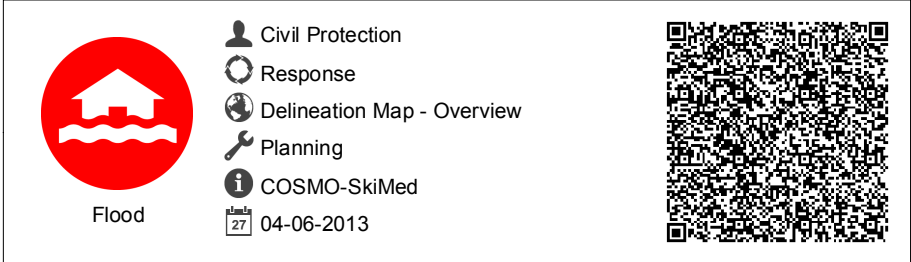 Civil Protection
Response
Delineation Map - Overview
Planning
COSMO-SkiMed
27 04-06-2013
Flood